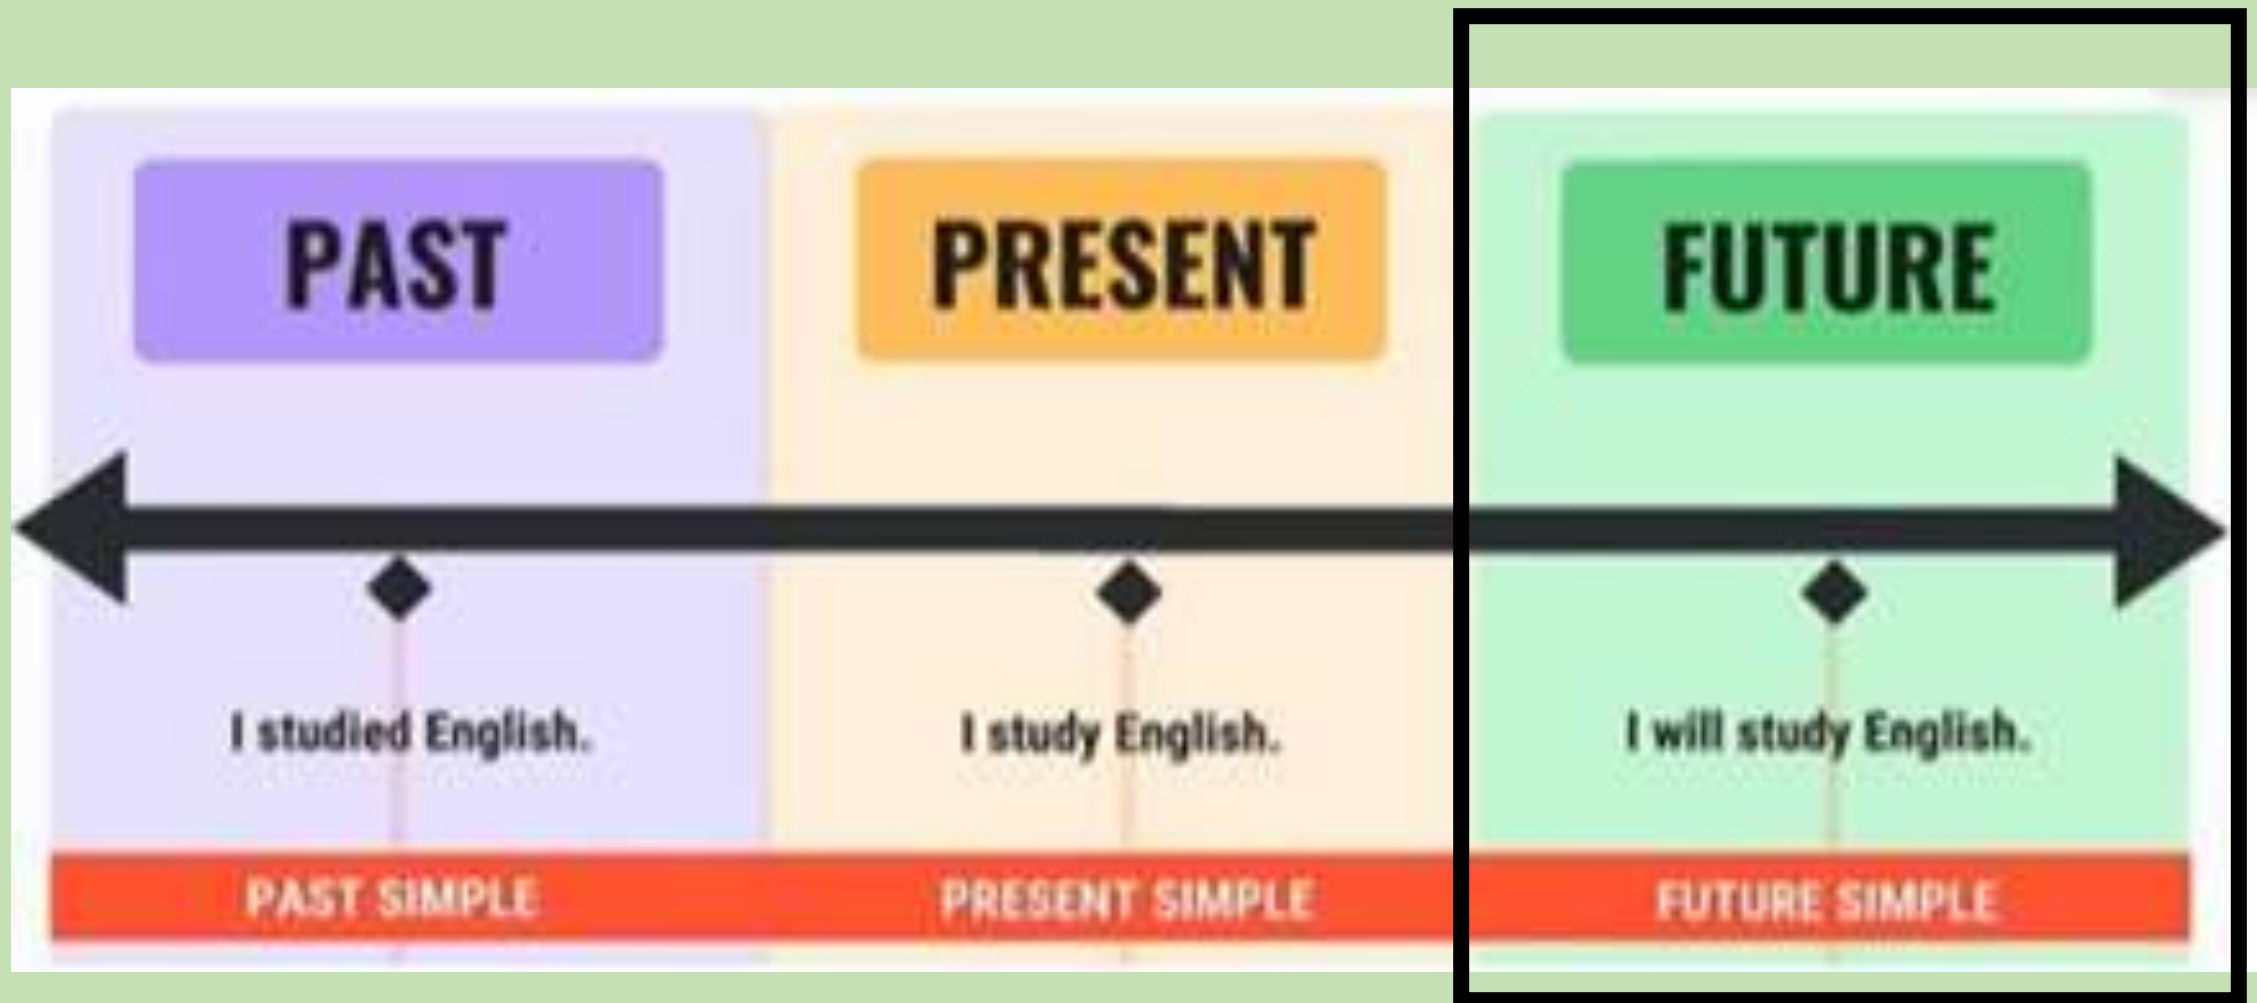 PAST PRESENT FUTURE
I studied English. I study English. I will study English.
PAST SIMPLE PRESENT SIMPLE FUTURE SIMPLE